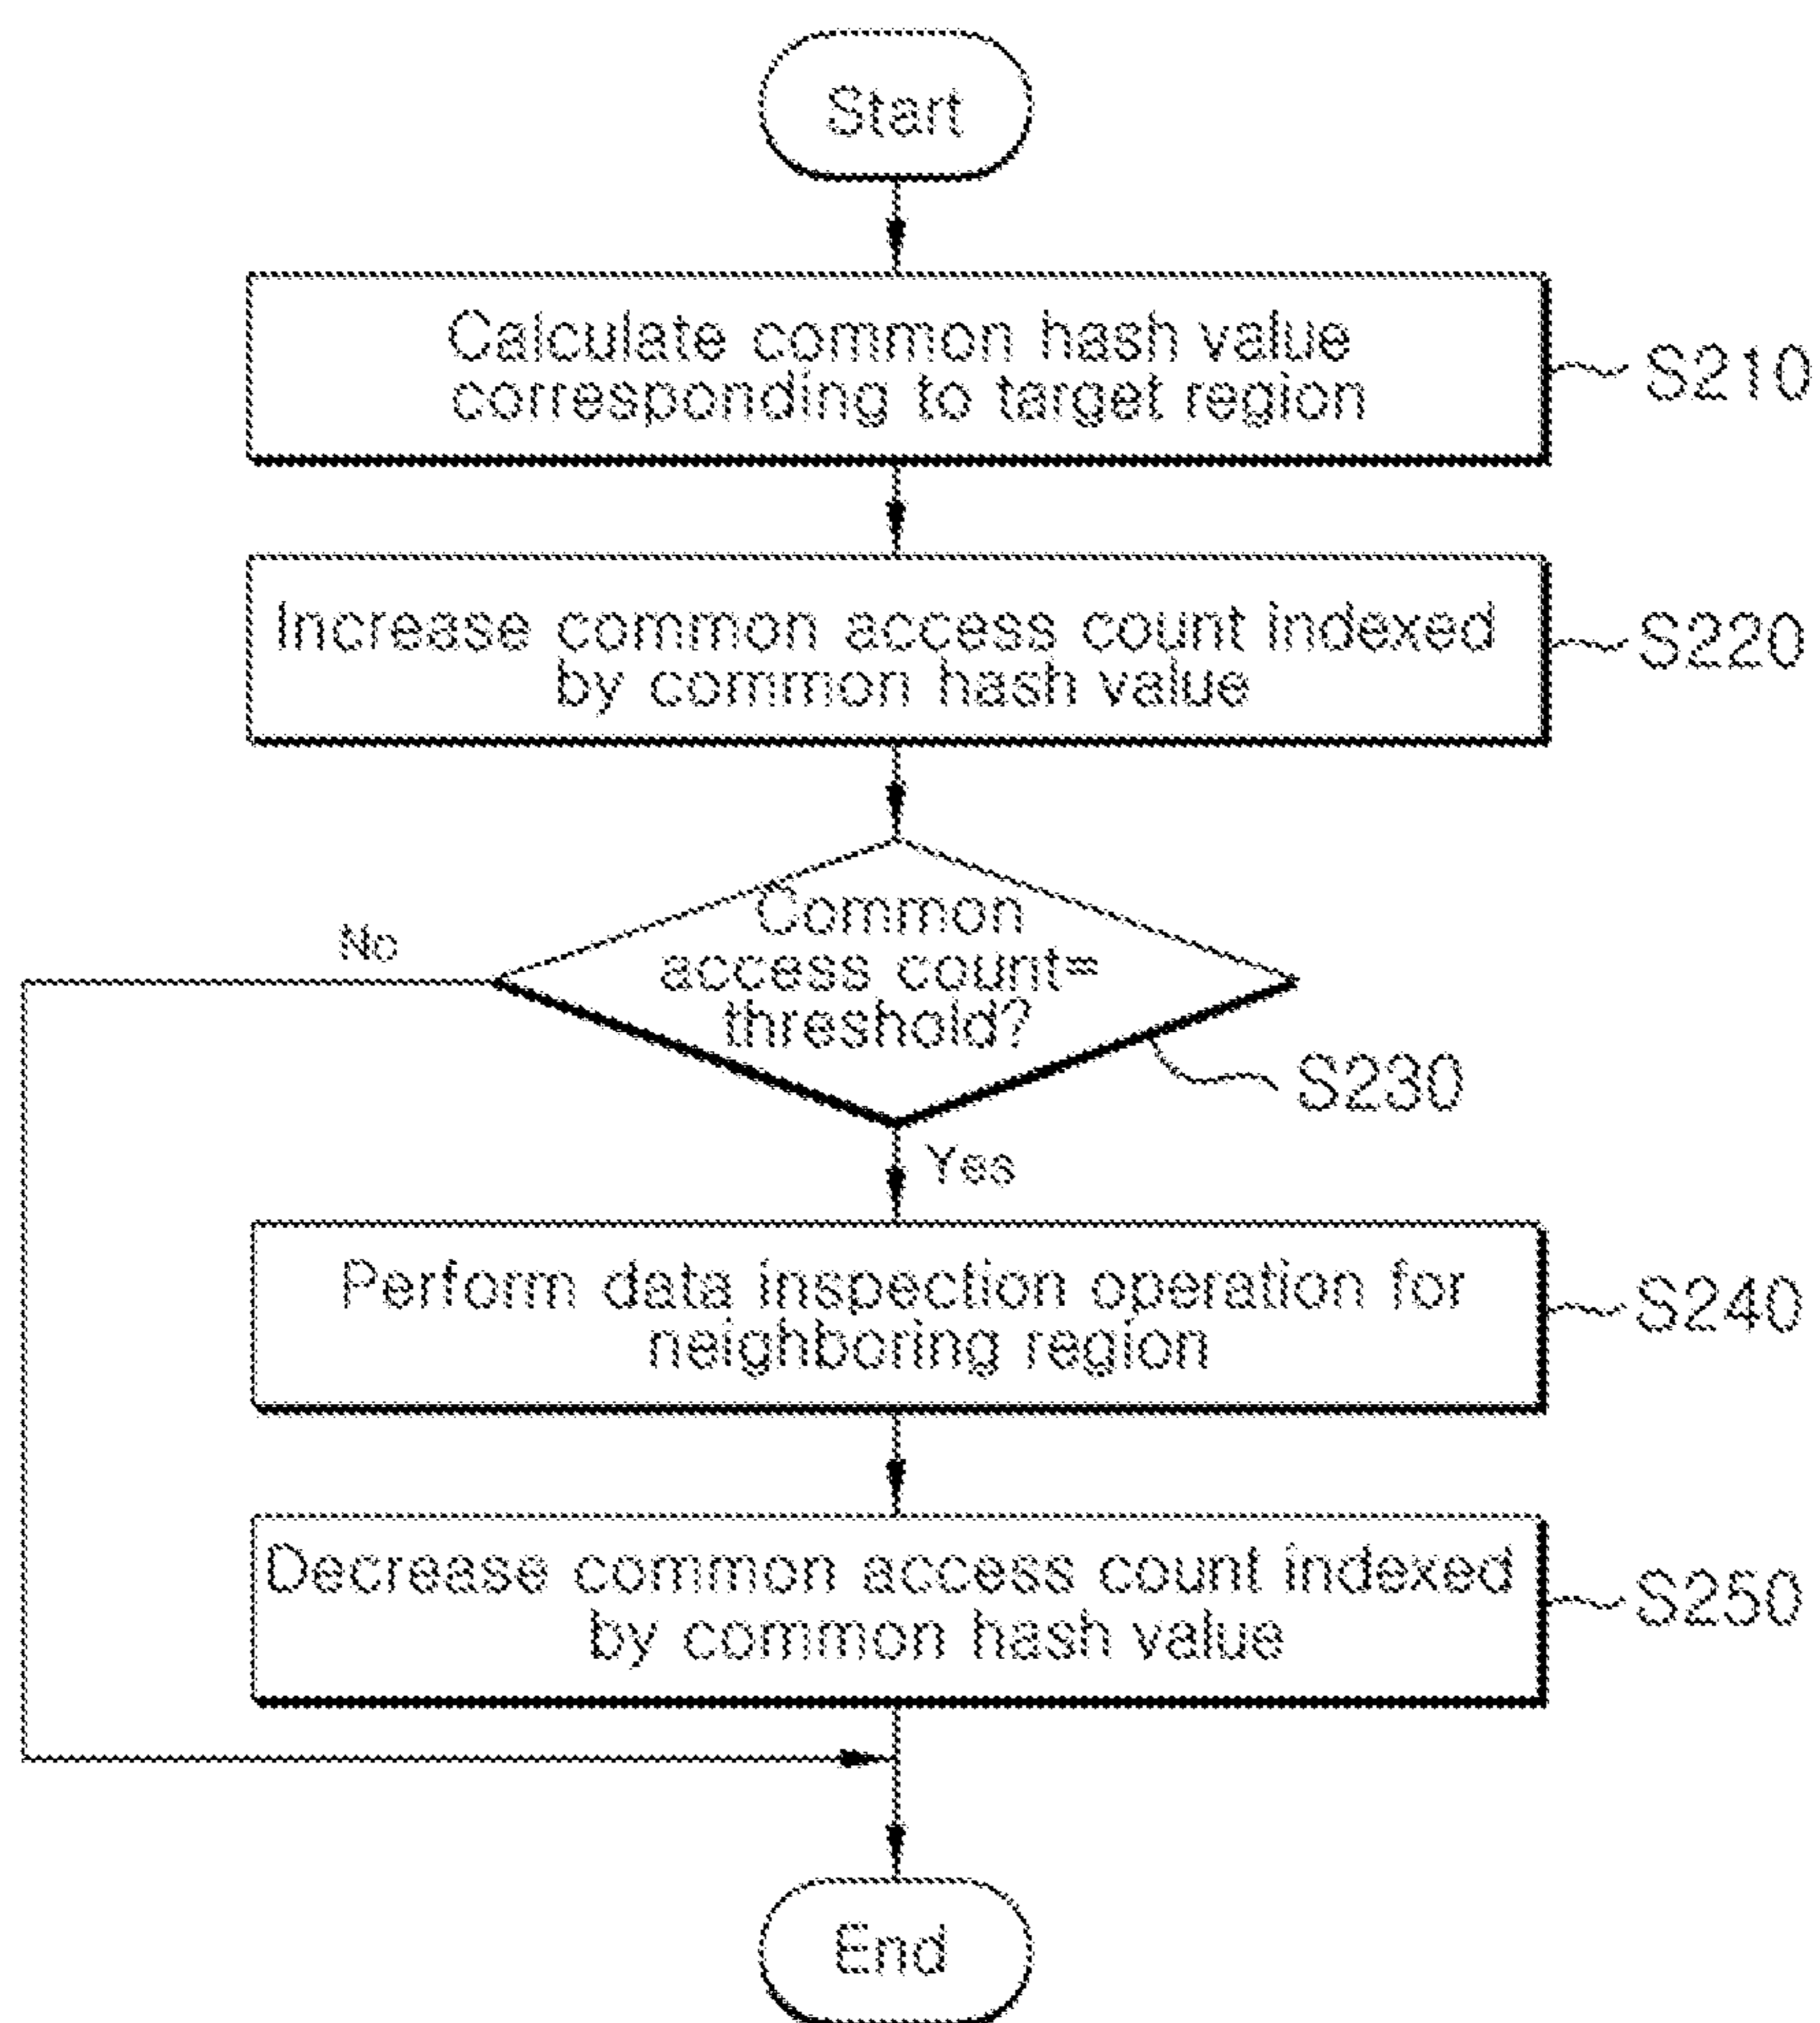 Start
Calculate common hash value
corresponding to target region
S210
Increase common access count indexed
by common hash value
S220
Common
access count=
threshold?
No
S230
Yes
Perform data inspection operation for
neighboring region
S240
Decrease common access count indexed
by common hash value
S250
End